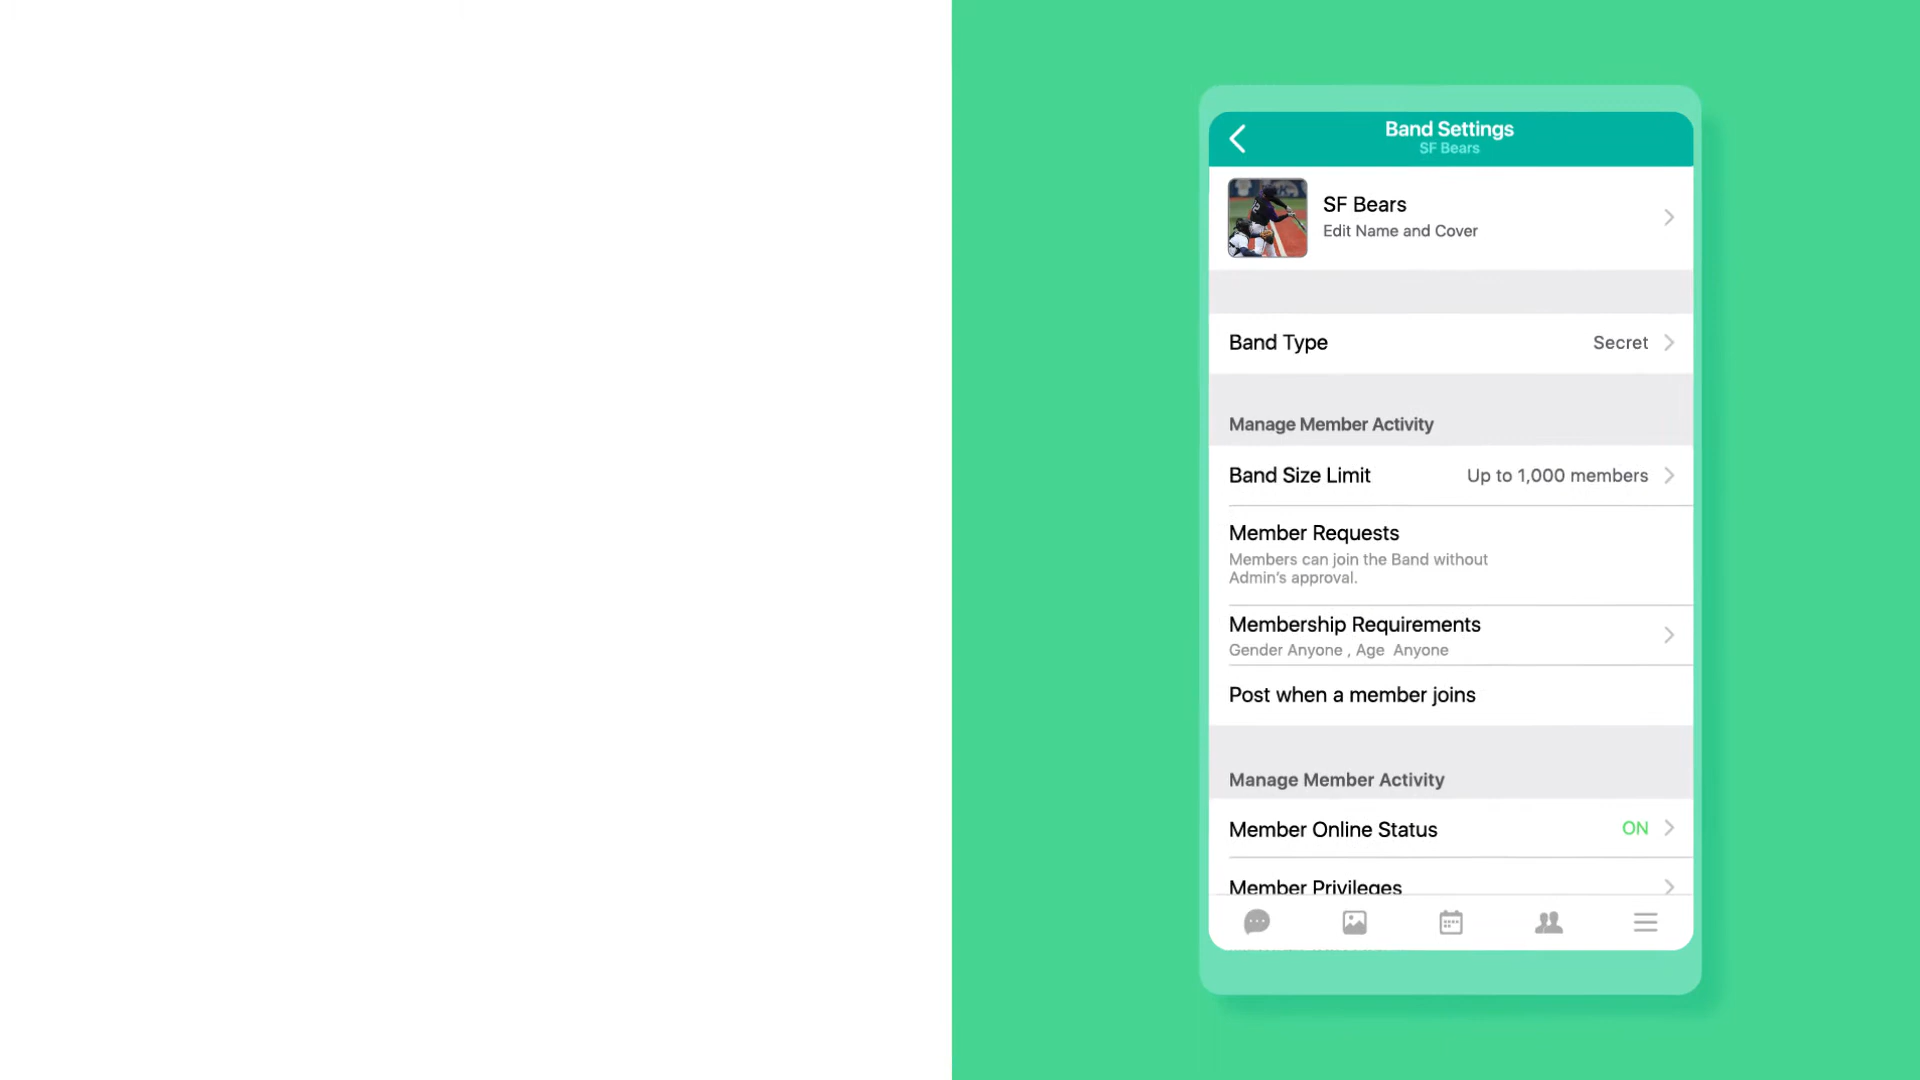 Band Settings
SF Bears
SF Bears
Edit Name and Cover
Band Type
Secret
Manage Member Activity
Band Size Limit
Up to 1,000 members
Member Requests
Members can join the Band without
Admin's approval.
Membership Requirements
Gender Anyone , Age  Anyone
Post when a member joins
Manage Member Activity
Member Online Status
ON
Member Privileges